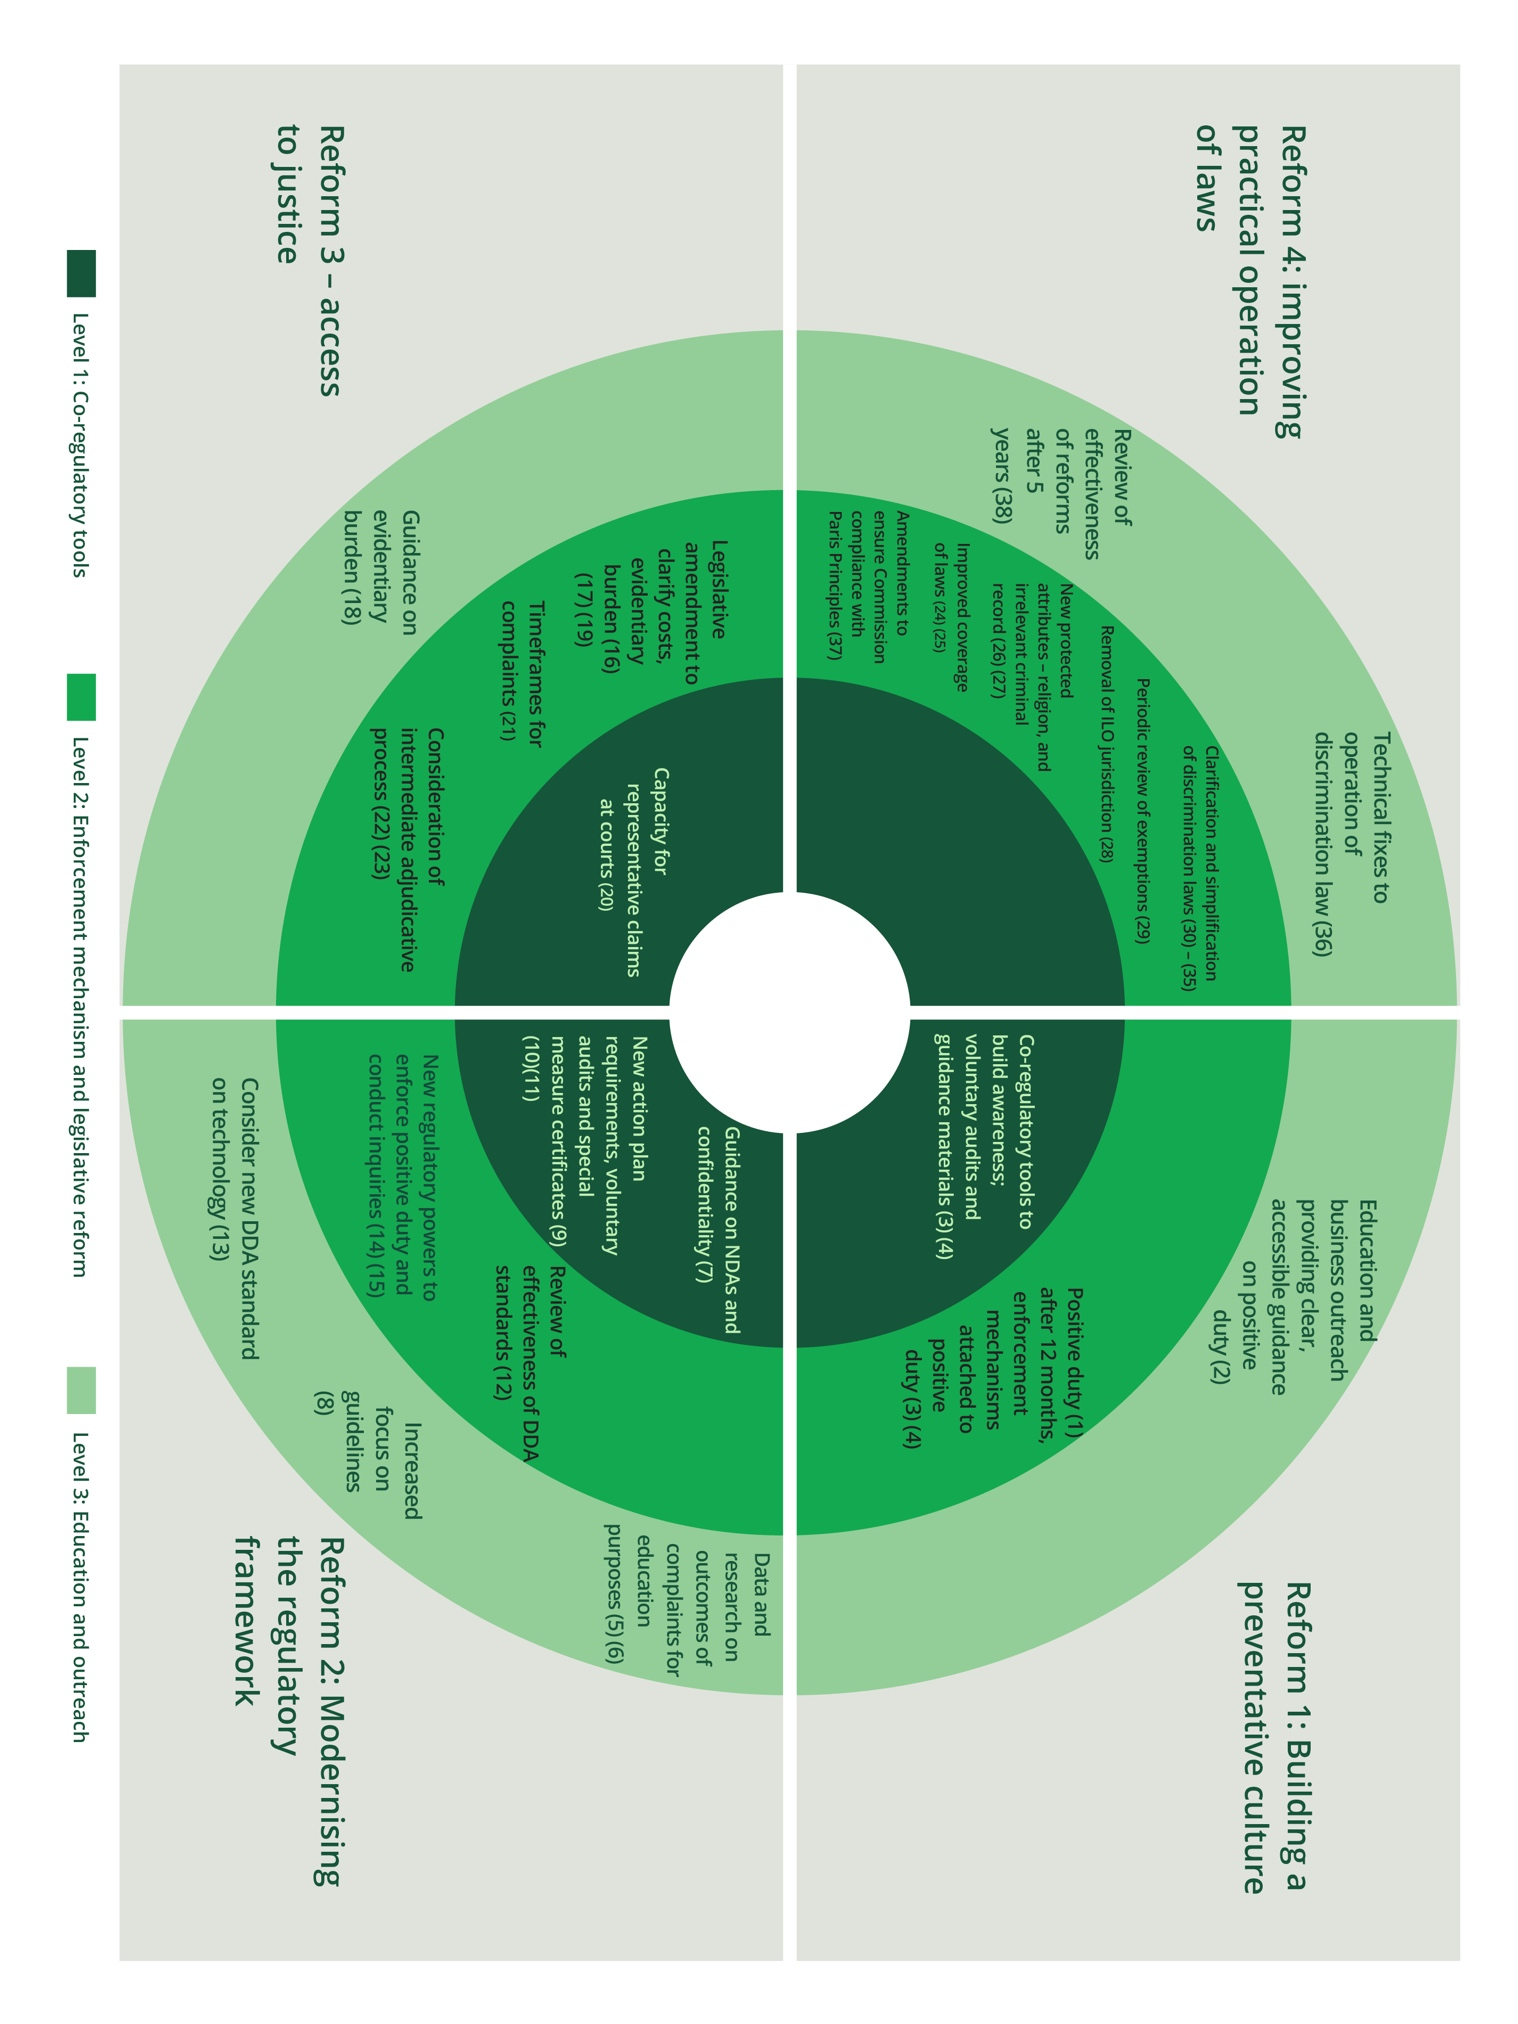 Reform 4: improving
practical operation
of laws
Technical fixes to
operation of
discrimination law (36)
Review of
effectiveness
of reforms
after 5
years (38)
Clarification and simplification
of discrimination laws (30) – (35)
Periodic review of exemptions (29)
Removal of ILO jurisdiction (28)
New protected
attributes – religion, and
irrelevant criminal
record (26) (27)
Improved coverage
of laws (24) (25)
Amendments to
ensure Commission
compliance with
Paris Principles (37)
Reform 1: Building a
preventative culture
Education and
business outreach
providing clear,
accessible guidance
on positive
duty (2)
Positive duty (1)
after 12 months,
enforcement
mechanisms
attached to
positive
duty (3) (4)
Co-regulatory tools to
build awareness;
voluntary audits and
guidance materials (3) (4)
Reform 3 – access
to justice
Capacity for
representative claims
at courts (20)
Legislative
amendment to
clarify costs,
evidentiary
burden (16)
(17) (19)
Timeframes for
complaints (21)
Consideration of
intermediate adjudicative
process (22) (23)
Guidance on
evidentiary
burden (18)
Reform 2: Modernising
the regulatory
framework
Guidance on NDAs and
confidentiality (7)
New action plan
requirements, voluntary
audits and special
measure certificates (9)
(10)(11)
Review of
effectiveness of DDA
standards (12)
New regulatory powers to
enforce positive duty and
conduct inquiries (14) (15)
Data and
research on
outcomes of
complaints for
education
purposes (5) (6)
Increased
focus on
guidelines
(8)
Consider new DDA standard
on technology (13)
Level 1: Co-regulatory tools
Level 2: Enforcement mechanism and legislative reform
Level 3: Education and outreach